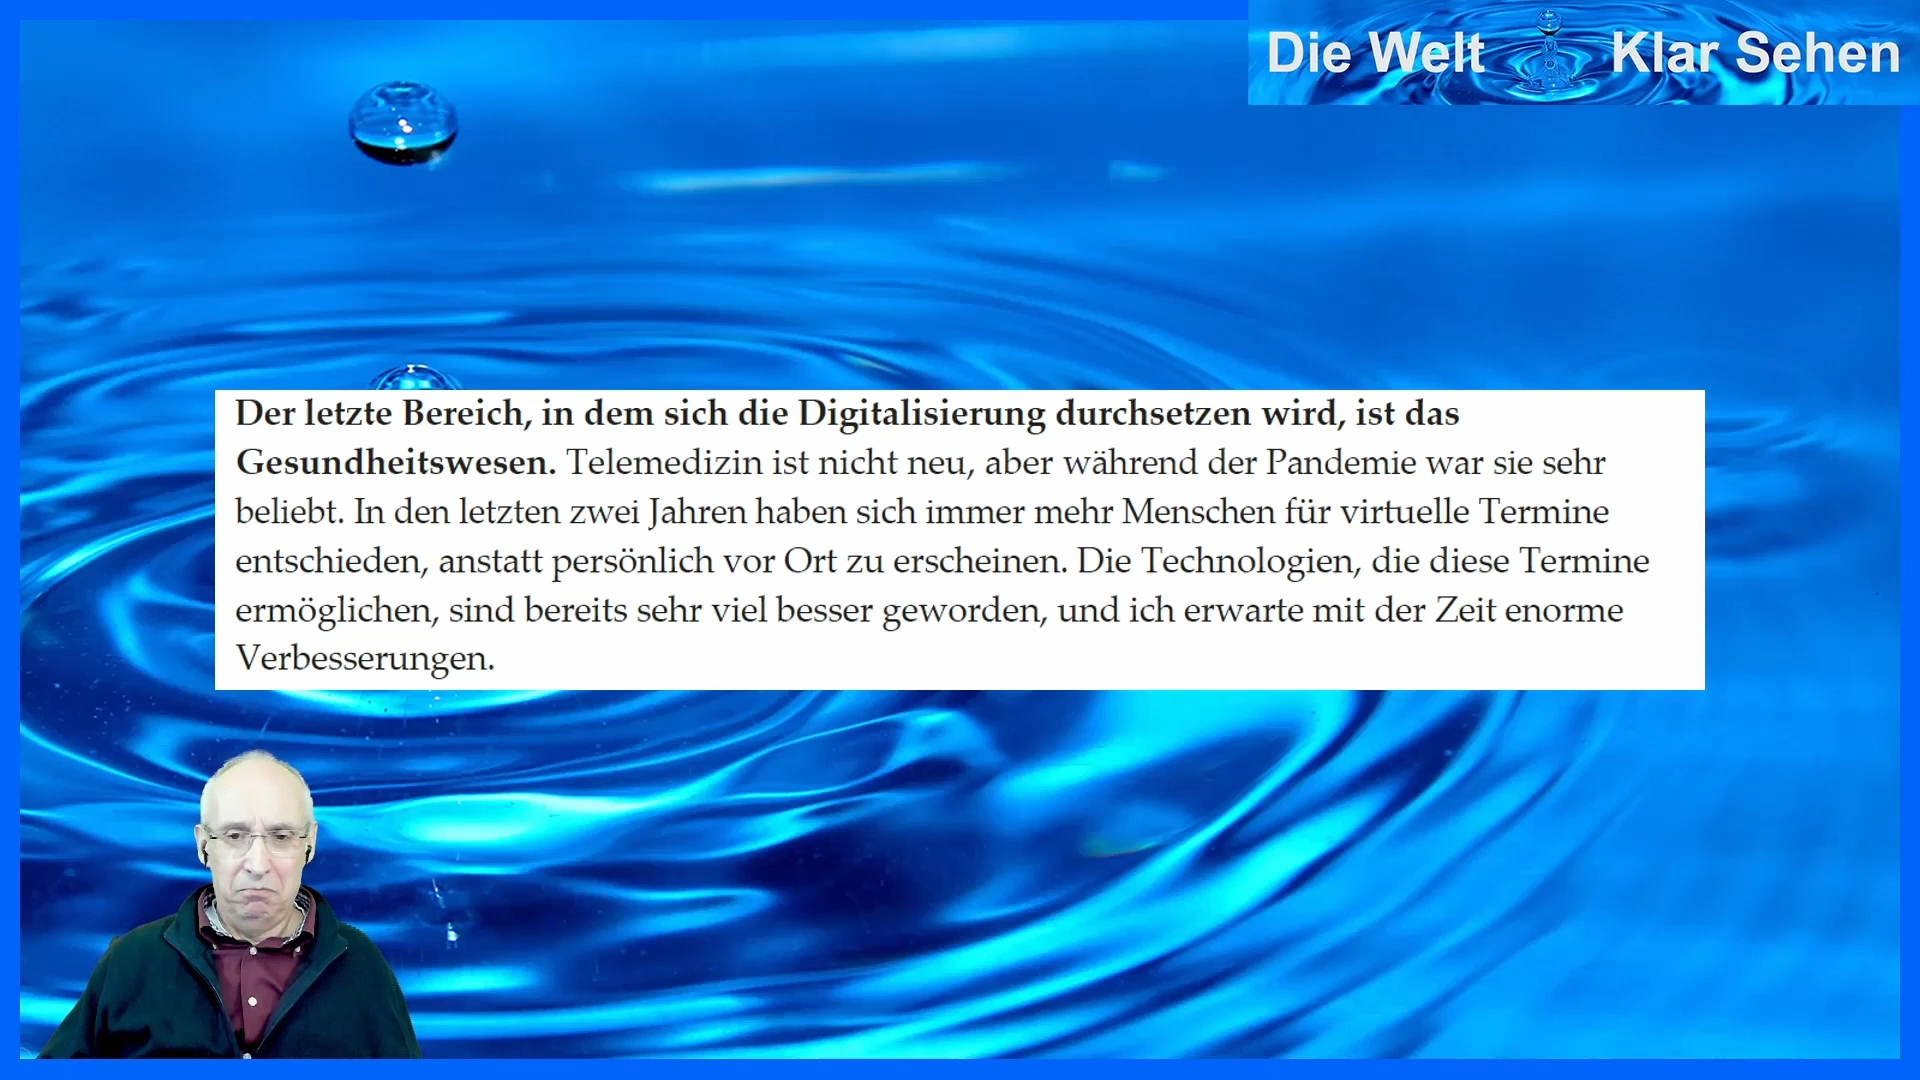 Die Welt Klar Sehen
Der letzte Bereich, in dem sich die Digitalisierung durchsetzen wird, ist das
Gesundheitswesen. Telemedizin ist nicht neu, aber während der Pandemie war sie sehr
beliebt. In den letzten zwei Jahren haben sich immer mehr Menschen für virtuelle Termine
entschieden, anstatt persönlich vor Ort zu erscheinen. Die Technologien, die diese Termine
ermöglichen, sind bereits sehr viel besser geworden, und ich erwarte mit der Zeit enorme
Verbesserungen.